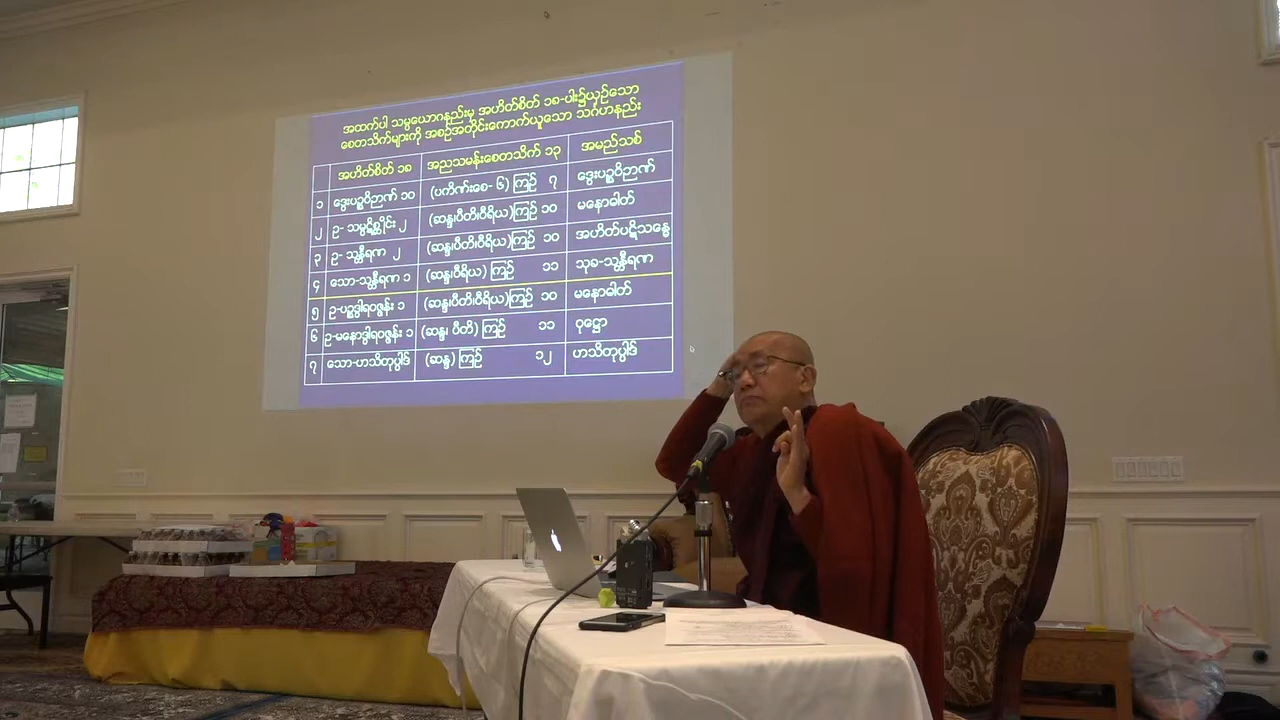 အထက်ပါ သမ္ပယောဂနည်းမှ အဟိတ်စိတ် ၁၈-ပါး၌ယှဉ်သော
စေတသိက်များကို အစဉ်အတိုင်းကောက်ယူသော သင်္ဂဟနည်း
အဟိတ်စိတ် ၁၈ အညသမန်းစေတသိက် ၁၃ အမည်သစ်
၁ ဒွေးပဉ္စဝိညာဏ် ၁၀ (ပကိဏ်းစေ-၆) ကြဉ် ၇ ဒွေးပဉ္စဝိညာဏ်
၂ ဥ- သမ္ပဋိစ္ဆိုင်း ၂ (ဆန္ဒ၊ပီတိ၊ဝီရိယ)ကြဉ် ၁၀ မနောဓါတ်
၃ ဥ- သန္တီရဏ ၂ (ဆန္ဒ၊ပီတိ၊ဝီရိယ) ကြဉ် ၁၀ အဟိတ်ပဋိသန္ဓေ
၄ သော-သန္တီရဏ ၁ (ဆန္ဒ၊ဝီရိယ) ကြဉ် ၁၁ သုခ-သန္တီရဏ
၅ ဥ-ပဉ္စဒွါရာဝဇ္ဇန်း ၁ (ဆန္ဒ၊ပီတိ၊ဝီရိယ)ကြဉ် ၁၀ မနောဓါတ်
၆ ဥ-မနောဒွါရာဝဇ္ဇန်း ၁ (ဆန္ဒ၊ ပီတိ) ကြဉ် ၁၁ ဝုဋ္ဌော
၇ သော-ဟသိတုပ္ပါဒ် (ဆန္ဒ) ကြဉ် ၁၂ ဟသိတုပ္ပါဒ်